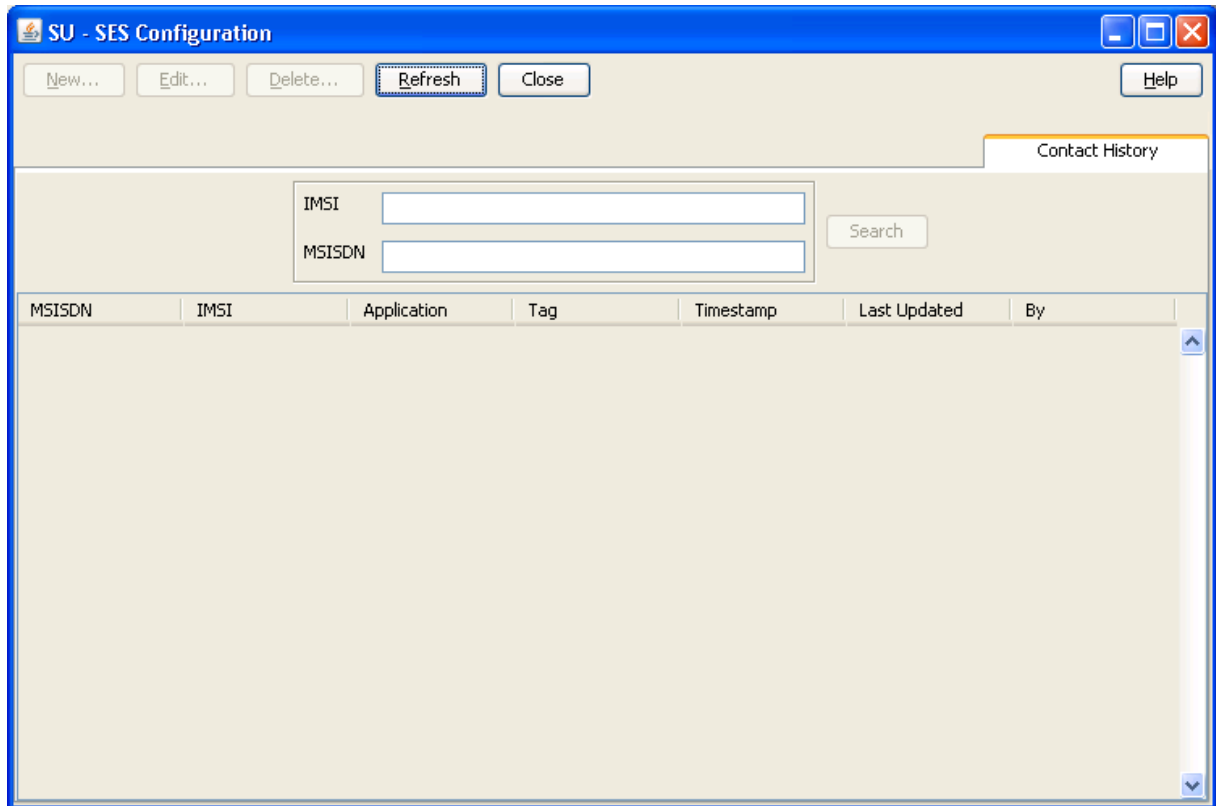 SU - SES Configuration
New... Edit... Delete... Refresh Close Help
Contact History
IMSI
Search
MSISDN
MSISDN IMSI Application Tag Timestamp Last Updated By